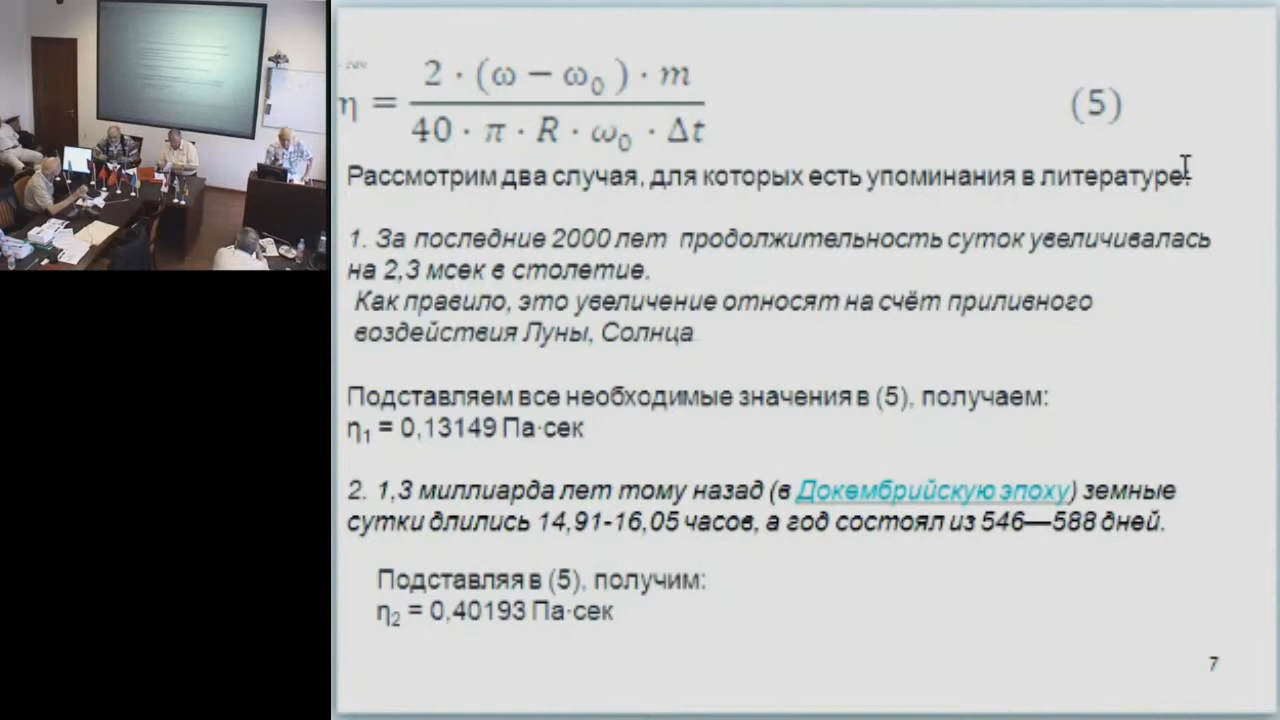 η = 2 · (ω − ω₀) · m / 40 · π · R · ω₀ · Δt (5)
Рассмотрим два случая, для которых есть упоминания в литературе:
1. За последние 2000 лет продолжительность суток увеличивалась
на 2,3 мсек в столетие.
Как правило, это увеличение относят на счёт приливного
воздействия Луны, Солнца
Подставляем все необходимые значения в (5), получаем:
η₁ = 0,13149 Па·сек
2. 1,3 миллиарда лет тому назад (в Докембрийскую эпоху) земные
сутки длились 14,91-16,05 часов, а год состоял из 546—588 дней.
Подставляя в (5), получим:
η₂ = 0,40193 Па·сек
7